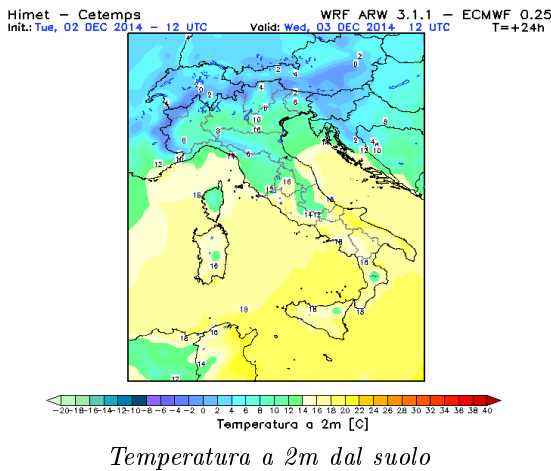 Himet – Cetemps WRF ARW 3.1.1 – ECMWF 0.25
Init.: Tue, 02 DEC 2014 – 12 UTC Valid: Wed, 03 DEC 2014 12 UTC T=+24h
-20-18-16-14-12-10-8 -6 -4 -2 0 2 4 6 8 10 12 14 16 18 20 22 24 26 28 30 32 34 36 38 40
Temperatura a 2m [C]
Temperatura a 2m dal suolo